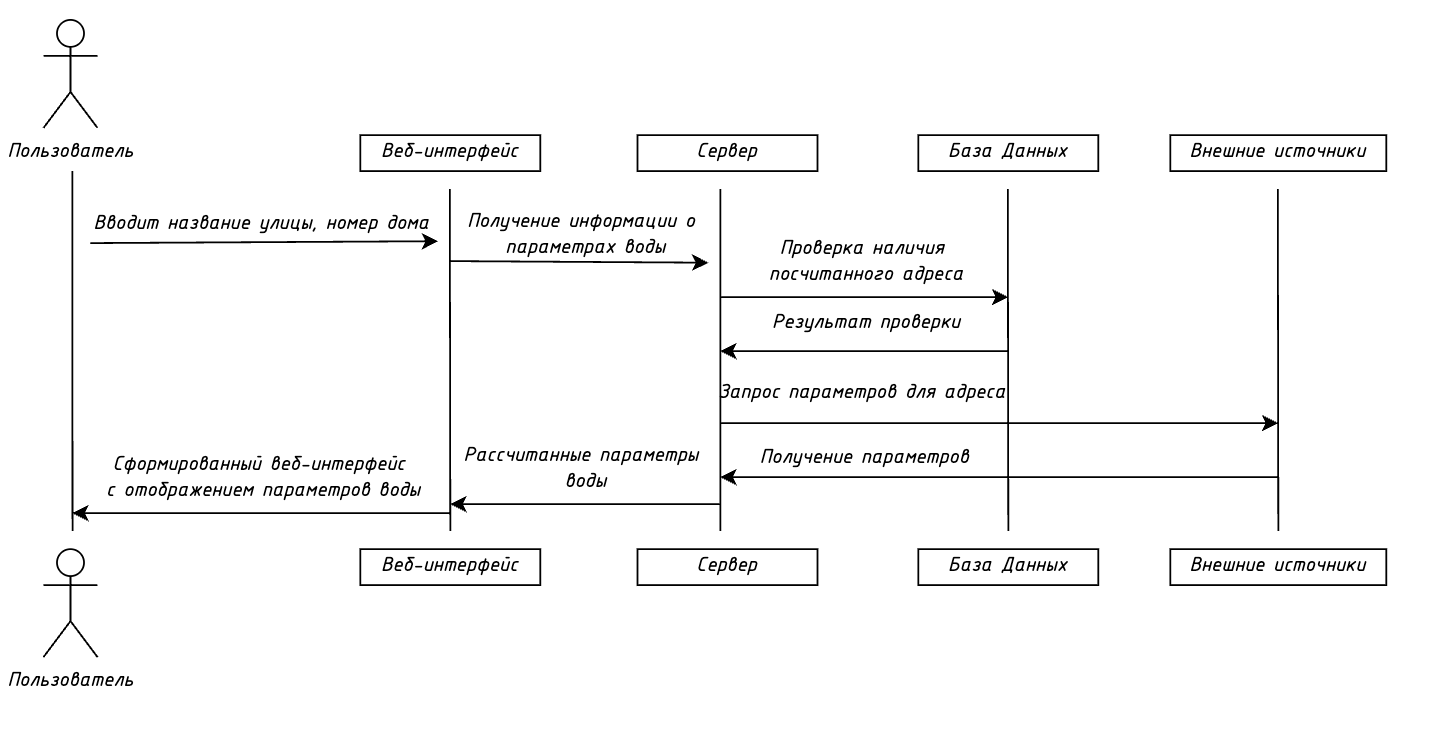 Пользователь
Веб-интерфейс
Сервер
База Данных
Внешние источники
Вводит название улицы, номер дома
Получение информации о
параметрах воды
Проверка наличия
посчитанного адреса
Результат проверки
Запрос параметров для адреса
Получение параметров
Рассчитанные параметры
воды
Сформированный веб-интерфейс
с отображением параметров воды
Веб-интерфейс
Сервер
База Данных
Внешние источники
Пользователь